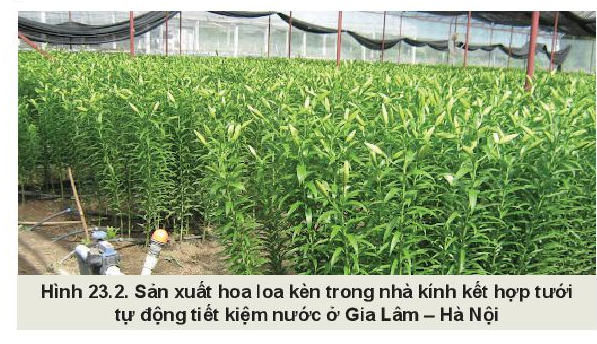 Hình 23.2. Sản xuất hoa loa kèn trong nhà kính kết hợp tưới
tự động tiết kiệm nước ở Gia Lâm – Hà Nội